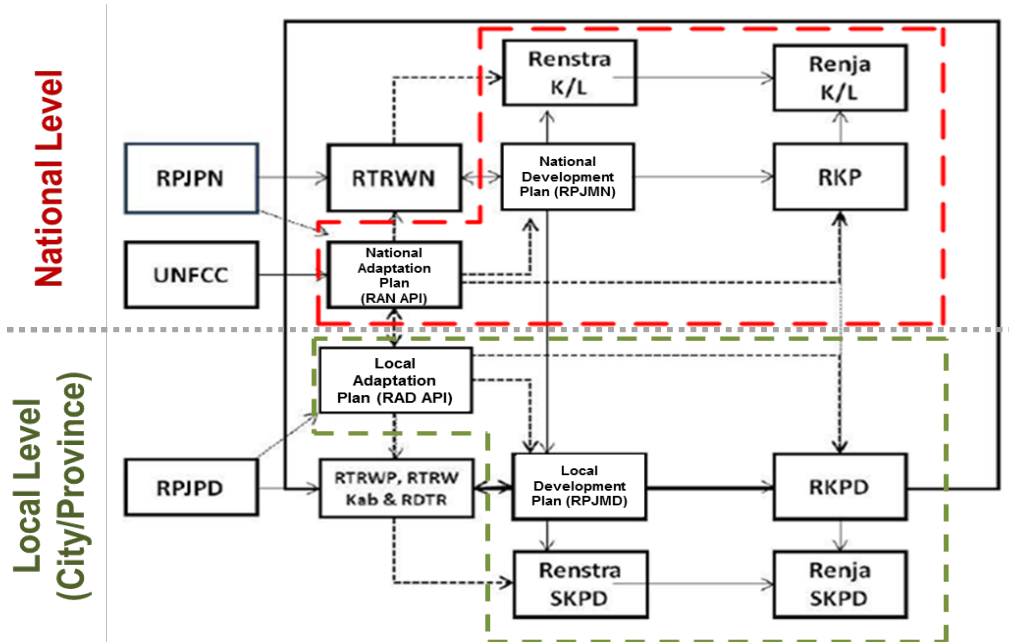 National Level
Renstra
K/L
Renja
K/L
RPJPN
RTRWN
National
Development
Plan (RPJMN)
RKP
UNFCC
National
Adaptation
Plan
(RAN API)
Local Level
(City/Province)
Local
Adaptation
Plan (RAD API)
RPJPD
RTRWP, RTRW
Kab & RDTR
Local
Development
Plan (RPJMD)
RKPD
Renstra
SKPD
Renja
SKPD